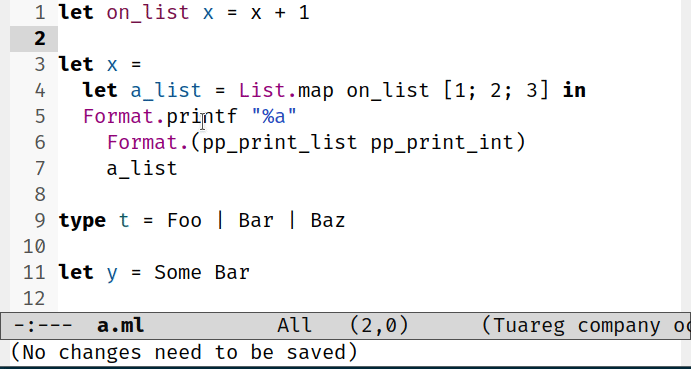 1 let on_list x = x + 1
2
3 let x =
4   let a_list = List.map on_list [1; 2; 3] in
5   Format.printf "%a"
6     Format.(pp_print_list pp_print_int)
7     a_list
8
9 type t = Foo | Bar | Baz
10
11 let y = Some Bar
12
-:--- a.ml All (2,0) (Tuareg company oc
(No changes need to be saved)